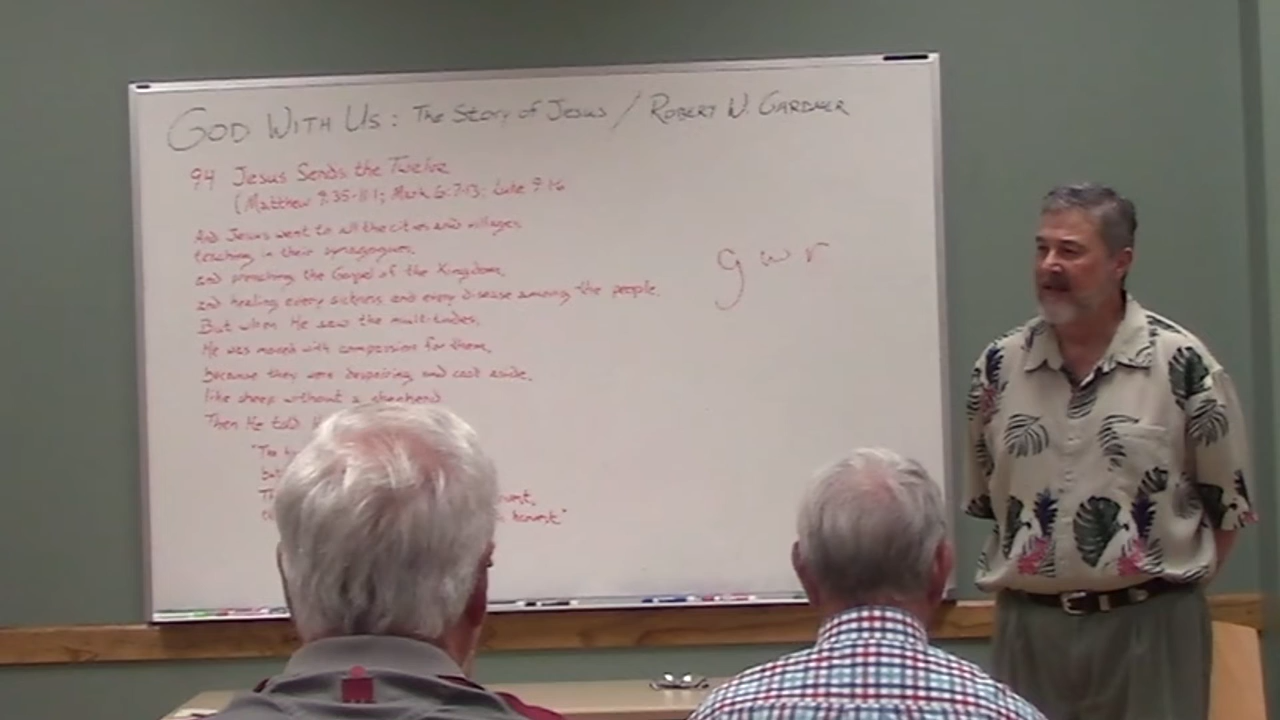 GOD WITH US: The Story of Jesus / ROBERT W. GARDNER
94 Jesus Sends the Twelve
(Matthew 9:35-11:1; Mark 6:7-13; Luke 9:1-6
And Jesus went to all the cities and villages,
teaching in their synagogues,
and preaching the Gospel of the Kingdom,
and healing every sickness and every disease among the people.
But when He saw the multitudes,
He was moved with compassion for them,
because they were despairing and cast aside,
like sheep without a shepherd
Then He told
"The
harvest,
harvest."
g w r